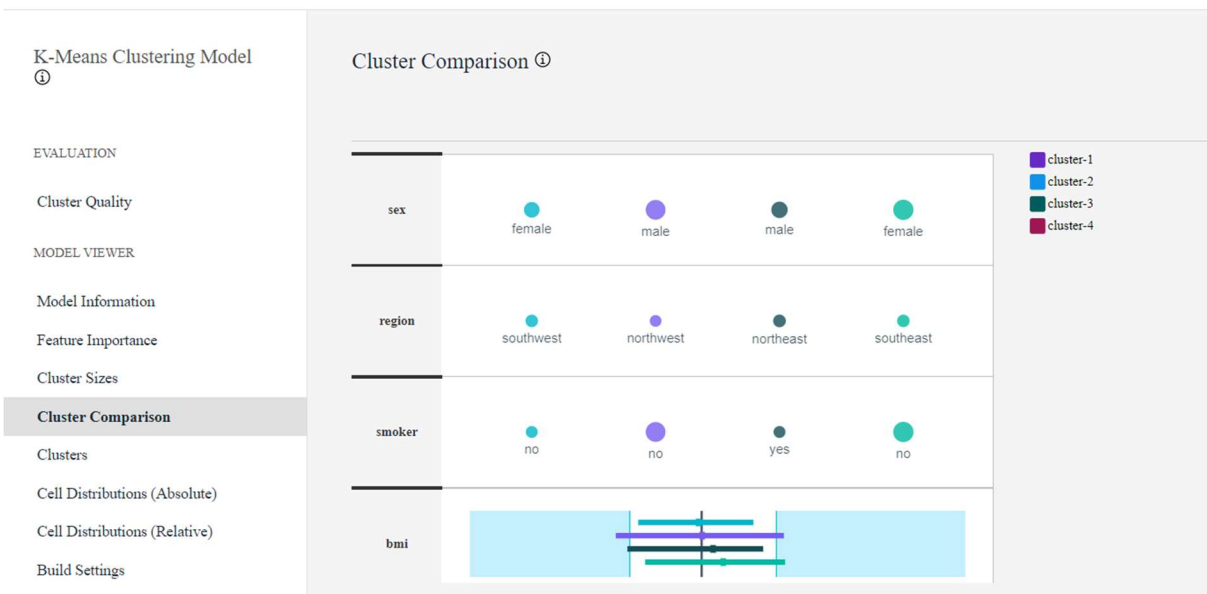 K-Means Clustering Model
EVALUATION
Cluster Quality
MODEL VIEWER
Model Information
Feature Importance
Cluster Sizes
Cluster Comparison
Clusters
Cell Distributions (Absolute)
Cell Distributions (Relative)
Build Settings
Cluster Comparison
sex
female male male female
region
southwest northwest northeast southeast
smoker
no no yes no
bmi
cluster-1
cluster-2
cluster-3
cluster-4